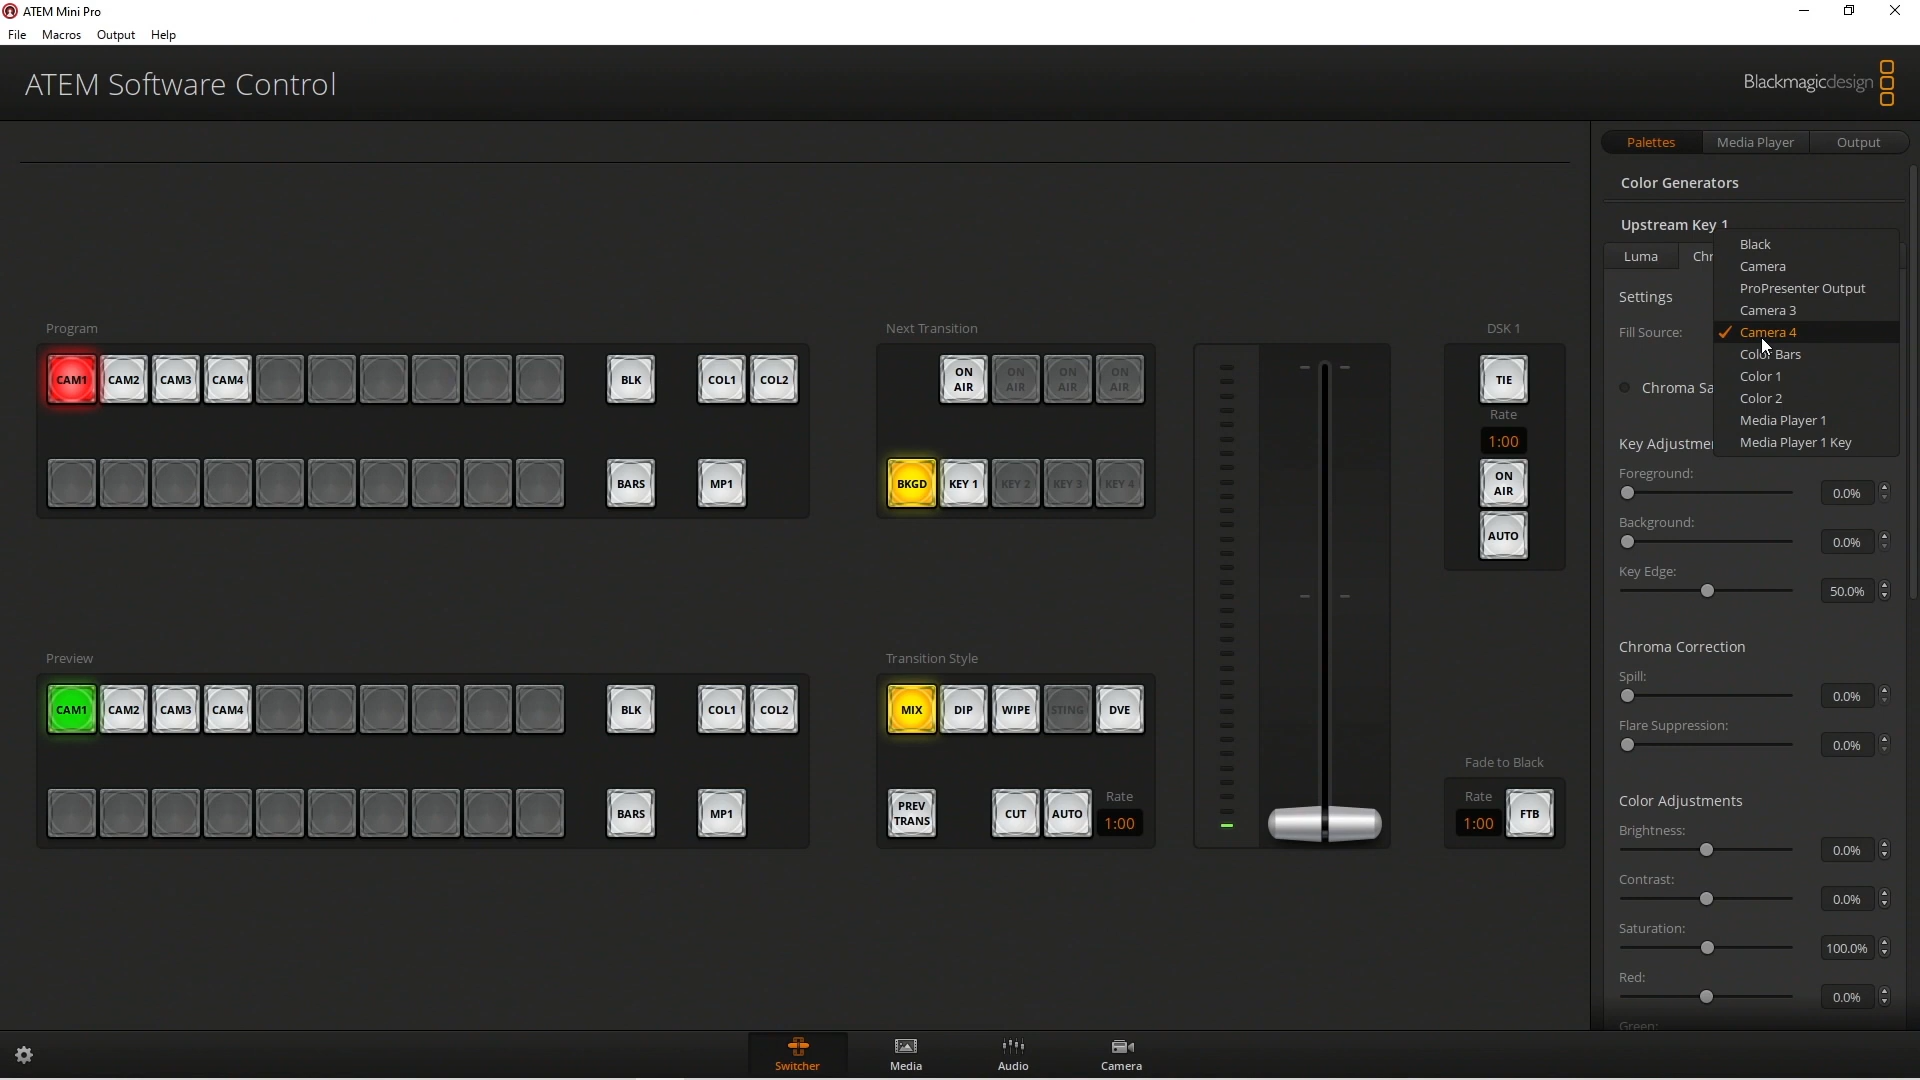 ATEM Mini Pro
File Macros Output Help
ATEM Software Control
Blackmagicdesign
Palettes Media Player Output
Color Generators
Upstream Key 1
Luma Chr
Settings
Fill Source:
Black
Camera
ProPresenter Output
Camera 3
Camera 4
Color Bars
Color 1
Color 2
Media Player 1
Media Player 1 Key
Chroma Sa
Key Adjustmer
Foreground:
0.0%
Background:
0.0%
Key Edge:
50.0%
Chroma Correction
Spill:
0.0%
Flare Suppression:
0.0%
Color Adjustments
Brightness:
0.0%
Contrast:
0.0%
Saturation:
100.0%
Red:
0.0%
Green:
Program
CAM1 CAM2 CAM3 CAM4 BLK COL1 COL2
BARS MP1
Next Transition
ON AIR ON AIR ON AIR ON AIR
BKGD KEY 1 KEY 2 KEY 3 KEY 4
DSK 1
TIE
Rate
1:00
ON AIR
AUTO
Preview
CAM1 CAM2 CAM3 CAM4 BLK COL1 COL2
BARS MP1
Transition Style
MIX DIP WIPE STING DVE
PREV TRANS CUT AUTO
Rate
1:00
Fade to Black
Rate
1:00
FTB
Switcher Media Audio Camera